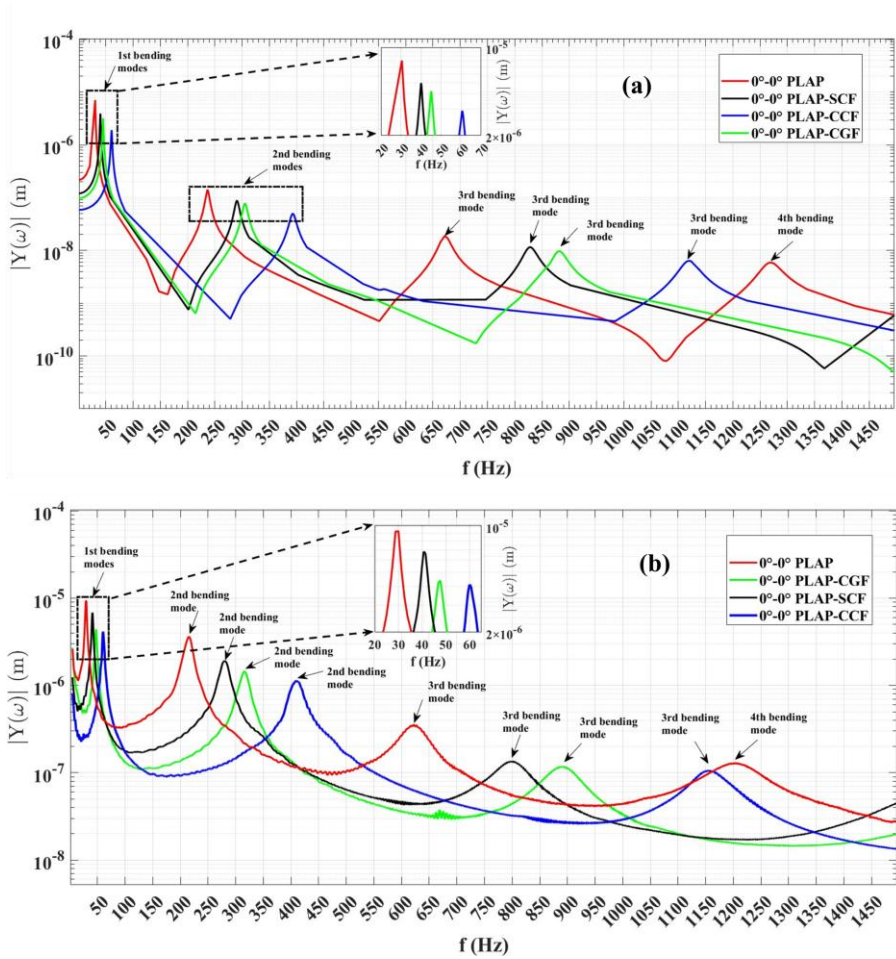 10⁻⁴
10⁻⁶
10⁻⁸
10⁻¹⁰
|Y(ω)| (m)
1st bending
modes
10⁻⁵
2×10⁻⁶
|Y(ω)| (m)
20 30 40 50 60 70
f (Hz)
(a)
0°-0° PLAP
0°-0° PLAP-SCF
0°-0° PLAP-CCF
0°-0° PLAP-CGF
2nd bending
modes
3rd bending
mode
3rd bending
mode
3rd bending
mode
3rd bending
mode
4th bending
mode
50 100 150 200 250 300 350 400 450 500 550 600 650 700 750 800 850 900 950 1000 1050 1100 1150 1200 1250 1300 1350 1400 1450
f (Hz)
10⁻⁴
10⁻⁵
10⁻⁶
10⁻⁷
10⁻⁸
|Y(ω)| (m)
1st bending
modes
10⁻⁵
2×10⁻⁶
|Y(ω)| (m)
20 30 40 50 60
f (Hz)
(b)
0°-0° PLAP
0°-0° PLAP-CGF
0°-0° PLAP-SCF
0°-0° PLAP-CCF
2nd bending
mode
2nd bending
mode
2nd bending
mode
2nd bending
mode
3rd bending
mode
3rd bending
mode
3rd bending
mode
3rd bending
mode
4th bending
mode
50 100 150 200 250 300 350 400 450 500 550 600 650 700 750 800 850 900 950 1000 1050 1100 1150 1200 1250 1300 1350 1400 1450
f (Hz)